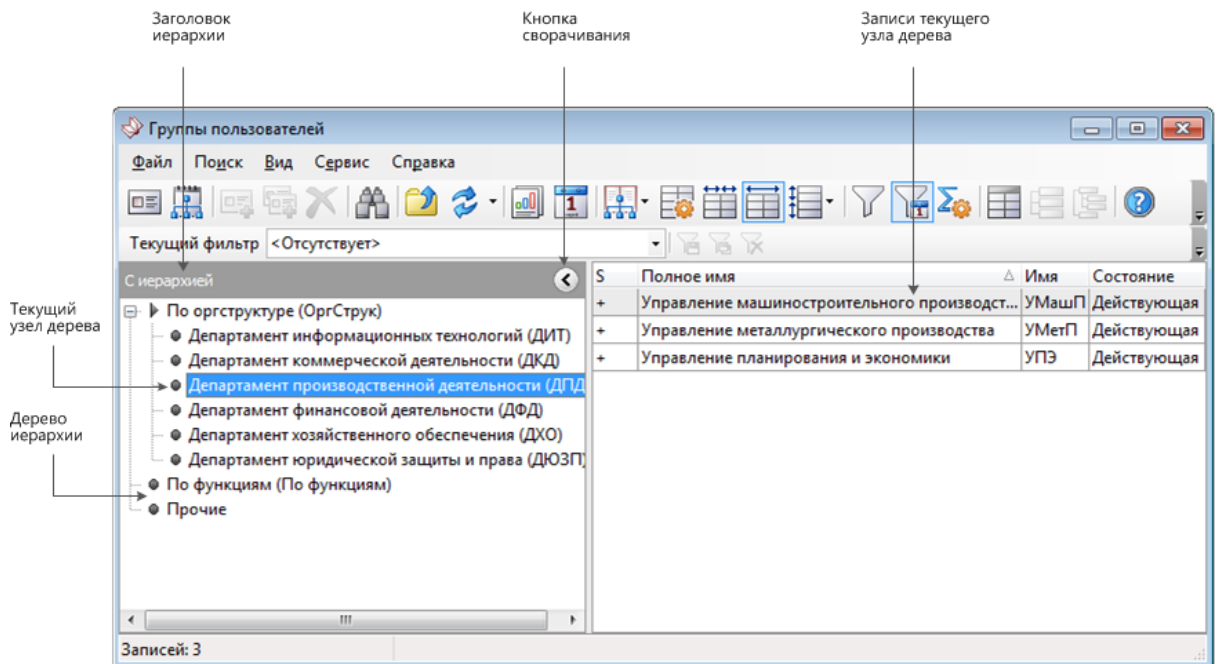 Заголовок
иерархии
Кнопка
сворачивания
Записи текущего
узла дерева
Группы пользователей
Файл Поиск Вид Сервис Справка
1
1
Текущий фильтр <Отсутствует>
С иерархией
S Полное имя Имя Состояние
Текущий
узел дерева
Дерево
иерархии
По оргструктуре (ОргСтрук)
Департамент информационных технологий (ДИТ)
Департамент коммерческой деятельности (ДКД)
Департамент производственной деятельности (ДПД
Департамент финансовой деятельности (ДФД)
Департамент хозяйственного обеспечения (ДХО)
Департамент юридической защиты и права (ДЮЗП)
По функциям (По функциям)
Прочие
+ Управление машиностроительного производст... УМашП Действующая
+ Управление металлургического производства УМетП Действующая
+ Управление планирования и экономики УПЭ Действующая
Записей: 3